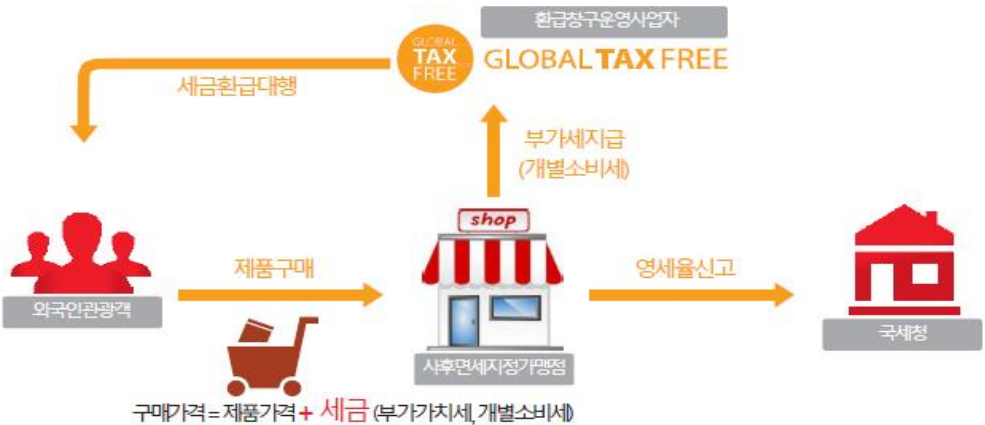 환급창구운영사업자
GLOBAL
TAX
FREE
GLOBAL TAX FREE
세금환급대행
부가세지급
(개별소비세)
shop
제품구매
영세율신고
외국인관광객
사후면세지정가맹점
국세청
구매가격 = 제품가격 + 세금 (부가가치세, 개별소비세)